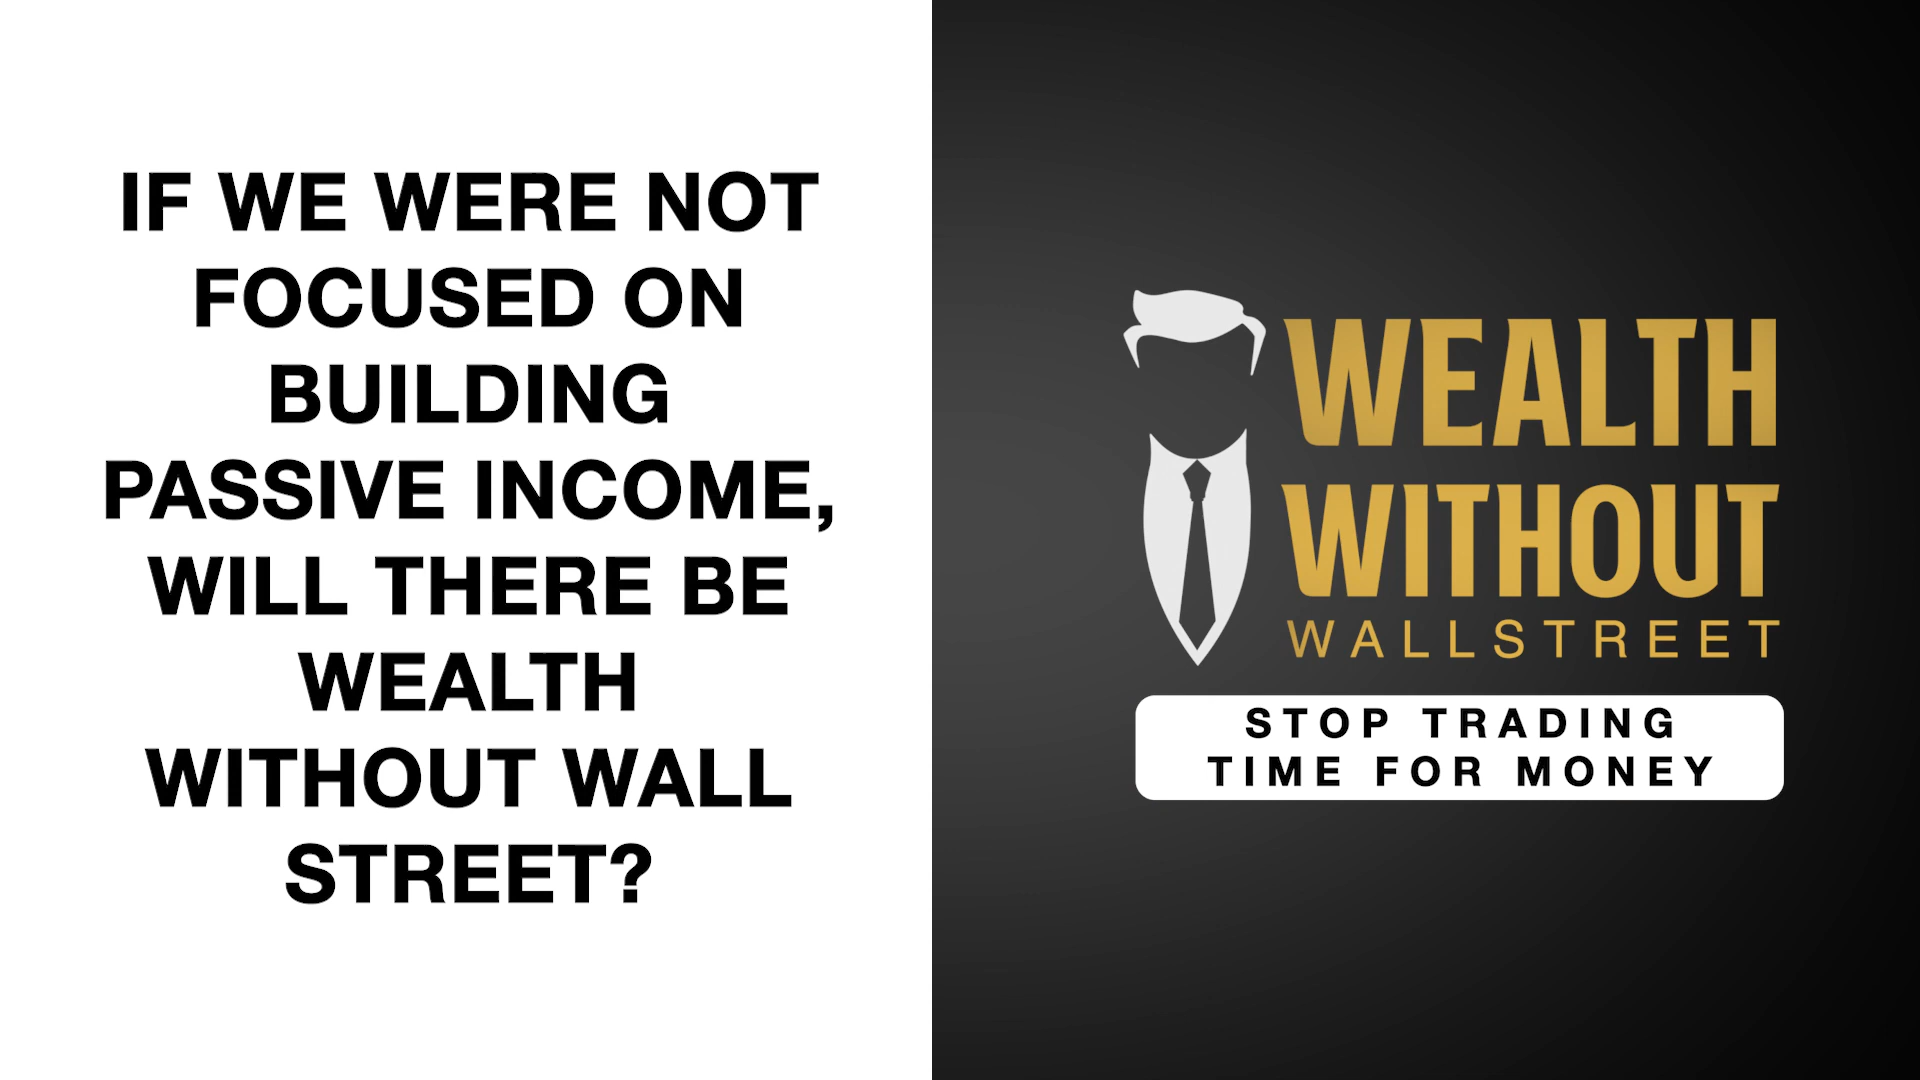 IF WE WERE NOT
FOCUSED ON
BUILDING
PASSIVE INCOME,
WILL THERE BE
WEALTH
WITHOUT WALL
STREET?
WEALTH
WITHOUT
WALLSTREET
STOP TRADING
TIME FOR MONEY